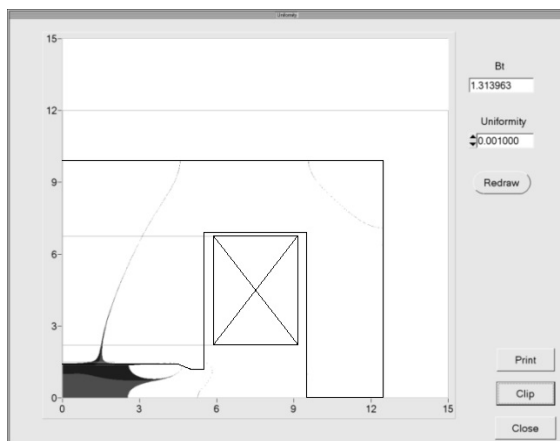 Uniformity
15
12
9
6
3
0
0 3 6 9 12 15
Bt
1.313963
Uniformity
0.001000
Redraw
Print
Clip
Close